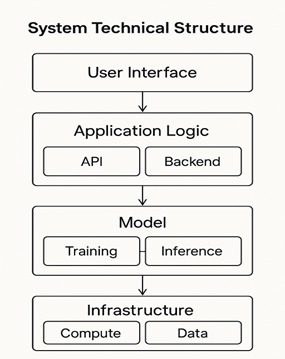 System Technical Structure
User Interface
Application Logic
API Backend
Model
Training Inference
Infrastructure
Compute Data